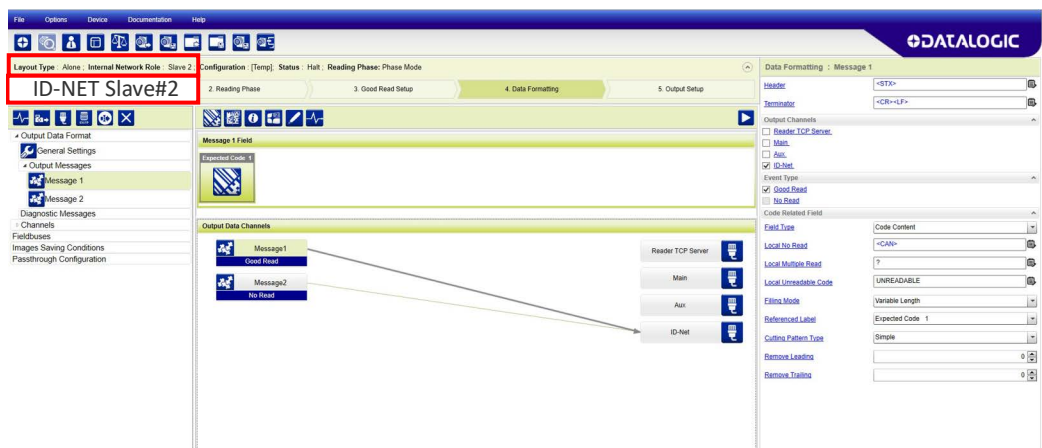 File Options Device Documentation Help
DATALOGIC
Layout Type : Alone ; Internal Network Role : Slave 2 ; Configuration : [Temp]; Status : Halt ; Reading Phase: Phase Mode
ID-NET Slave#2
2. Reading Phase 3. Good Read Setup 4. Data Formatting 5. Output Setup
Output Data Format
General Settings
Output Messages
Message 1
Message 2
Diagnostic Messages
Channels
Fieldbuses
Images Saving Conditions
Passthrough Configuration
Message 1 Field
Expected Code 1
Output Data Channels
Message1
Good Read
Message2
No Read
Reader TCP Server
Main
Aux
ID-Net
Data Formatting : Message 1
Header <STX>
Terminator <CR><LF>
Output Channels
Reader TCP Server
Main
Aux
ID-Net
Event Type
Good Read
No Read
Code Related Field
Field Type Code Content
Local No Read <CAN>
Local Multiple Read ?
Local Unreadable Code UNREADABLE
Filling Mode Variable Length
Referenced Label Expected Code 1
Cutting Pattern Type Simple
Remove Leading 0
Remove Trailing 0